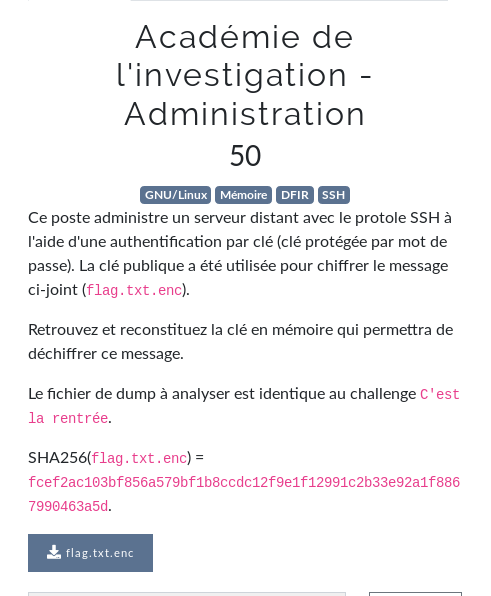 Académie de
l'investigation -
Administration
50
GNU/Linux Mémoire DFIR SSH
Ce poste administre un serveur distant avec le protole SSH à
l'aide d'une authentification par clé (clé protégée par mot de
passe). La clé publique a été utilisée pour chiffrer le message
ci-joint (flag.txt.enc).
Retrouvez et reconstituez la clé en mémoire qui permettra de
déchiffrer ce message.
Le fichier de dump à analyser est identique au challenge C'est
la rentrée.
SHA256(flag.txt.enc) =
fcef2ac103bf856a579bf1b8ccdc12f9e1f12991c2b33e92a1f886
7990463a5d.
flag.txt.enc